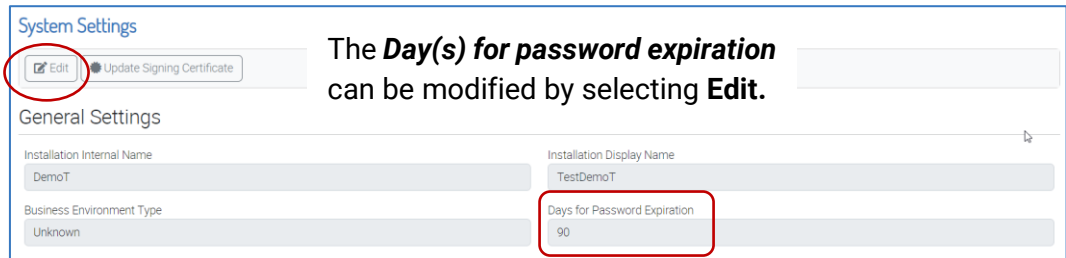 System Settings
The Day(s) for password expiration
can be modified by selecting Edit.
Edit
Update Signing Certificate
General Settings
Installation Internal Name
Installation Display Name
DemoT
TestDemoT
Business Environment Type
Days for Password Expiration
Unknown
90